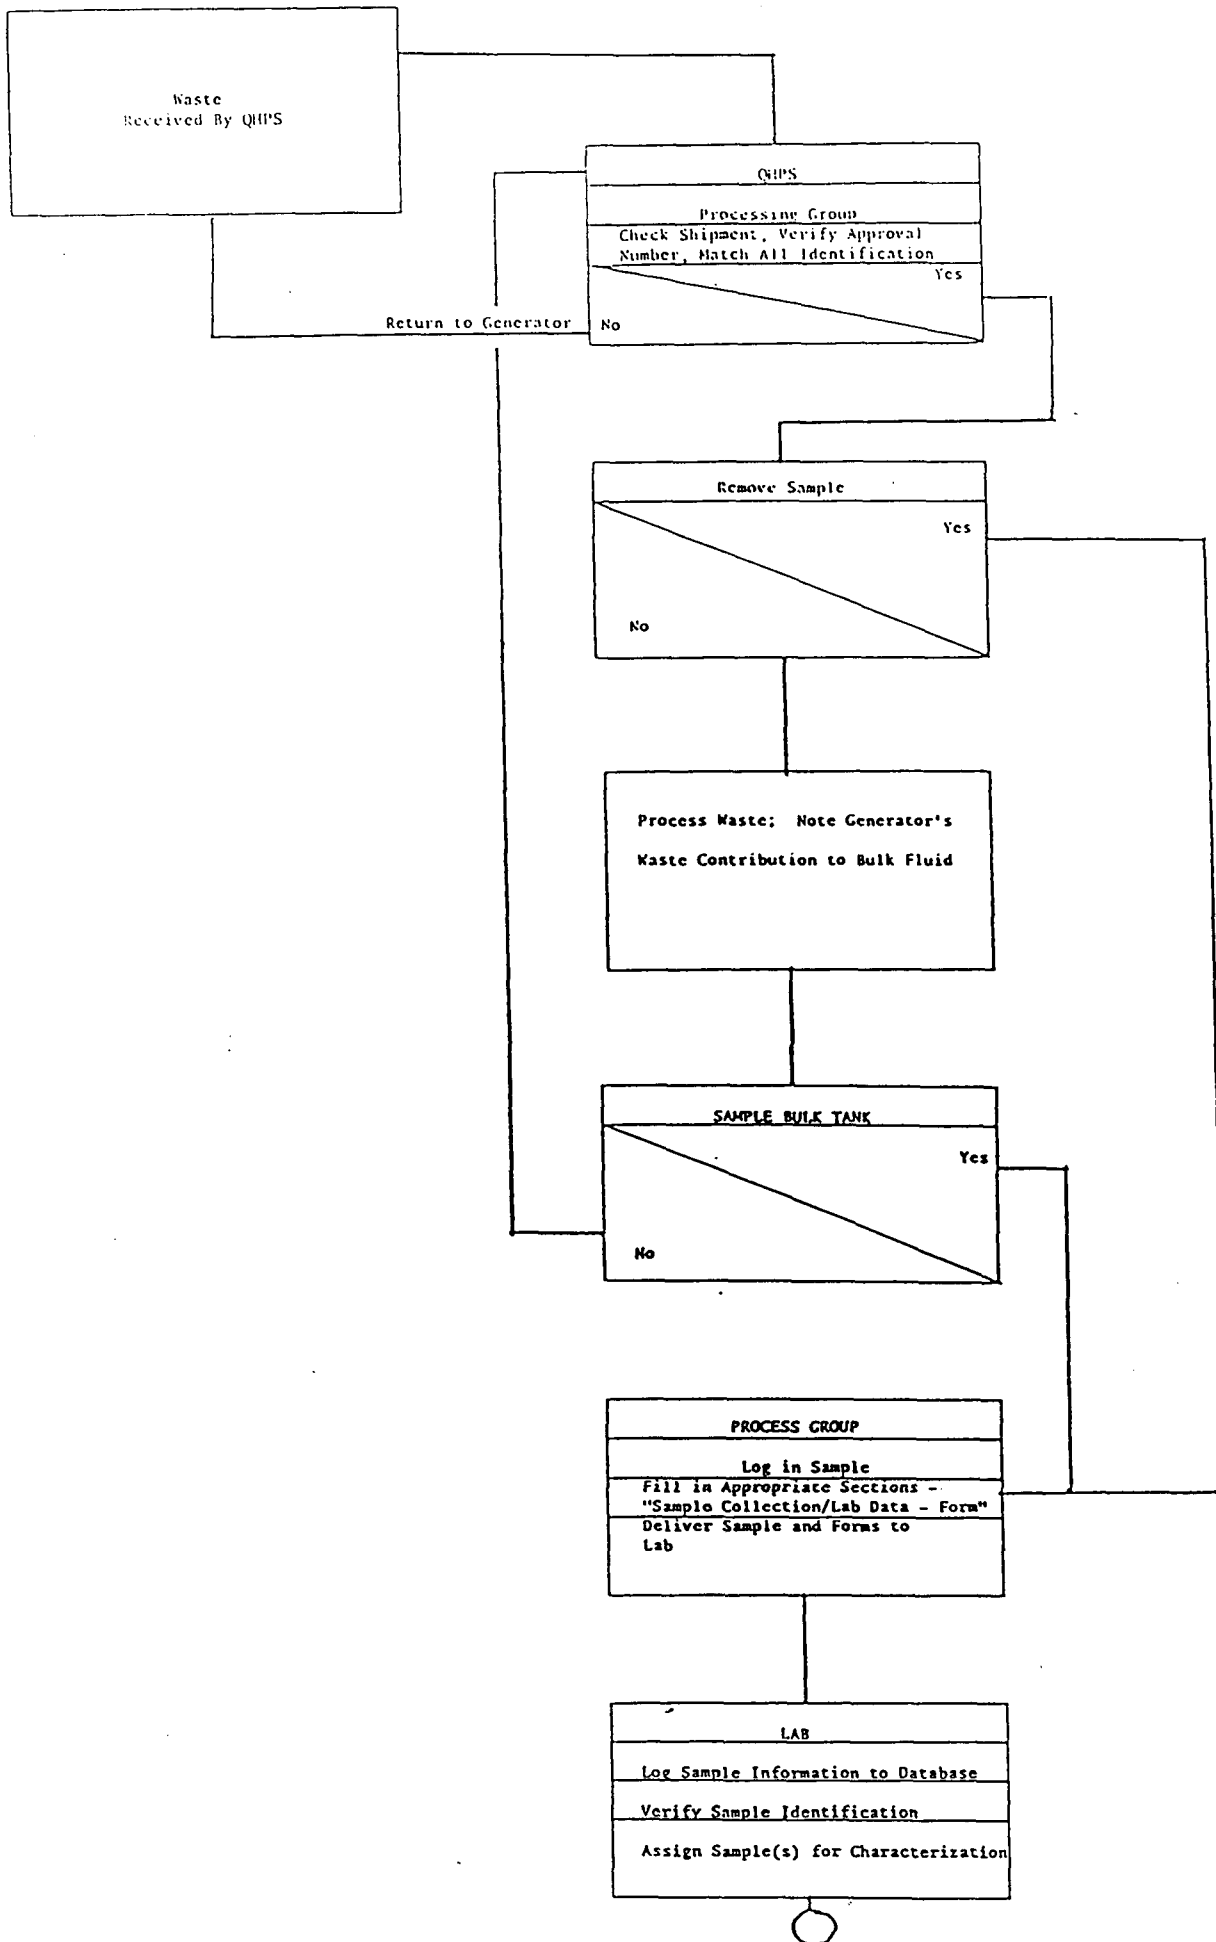 Waste
Received By QHPS
QHPS
Processing Group
Check Shipment, Verify Approval
Number, Match All Identification
Yes
Return to Generator
No
Remove Sample
Yes
No
Process Waste; Note Generator's
Waste Contribution to Bulk Fluid
SAMPLE BULK TANK
Yes
No
PROCESS GROUP
Log in Sample
Fill in Appropriate Sections -
"Sample Collection/Lab Data - Form"
Deliver Sample and Forms to
Lab
LAB
Log Sample Information to Database
Verify Sample Identification
Assign Sample(s) for Characterization